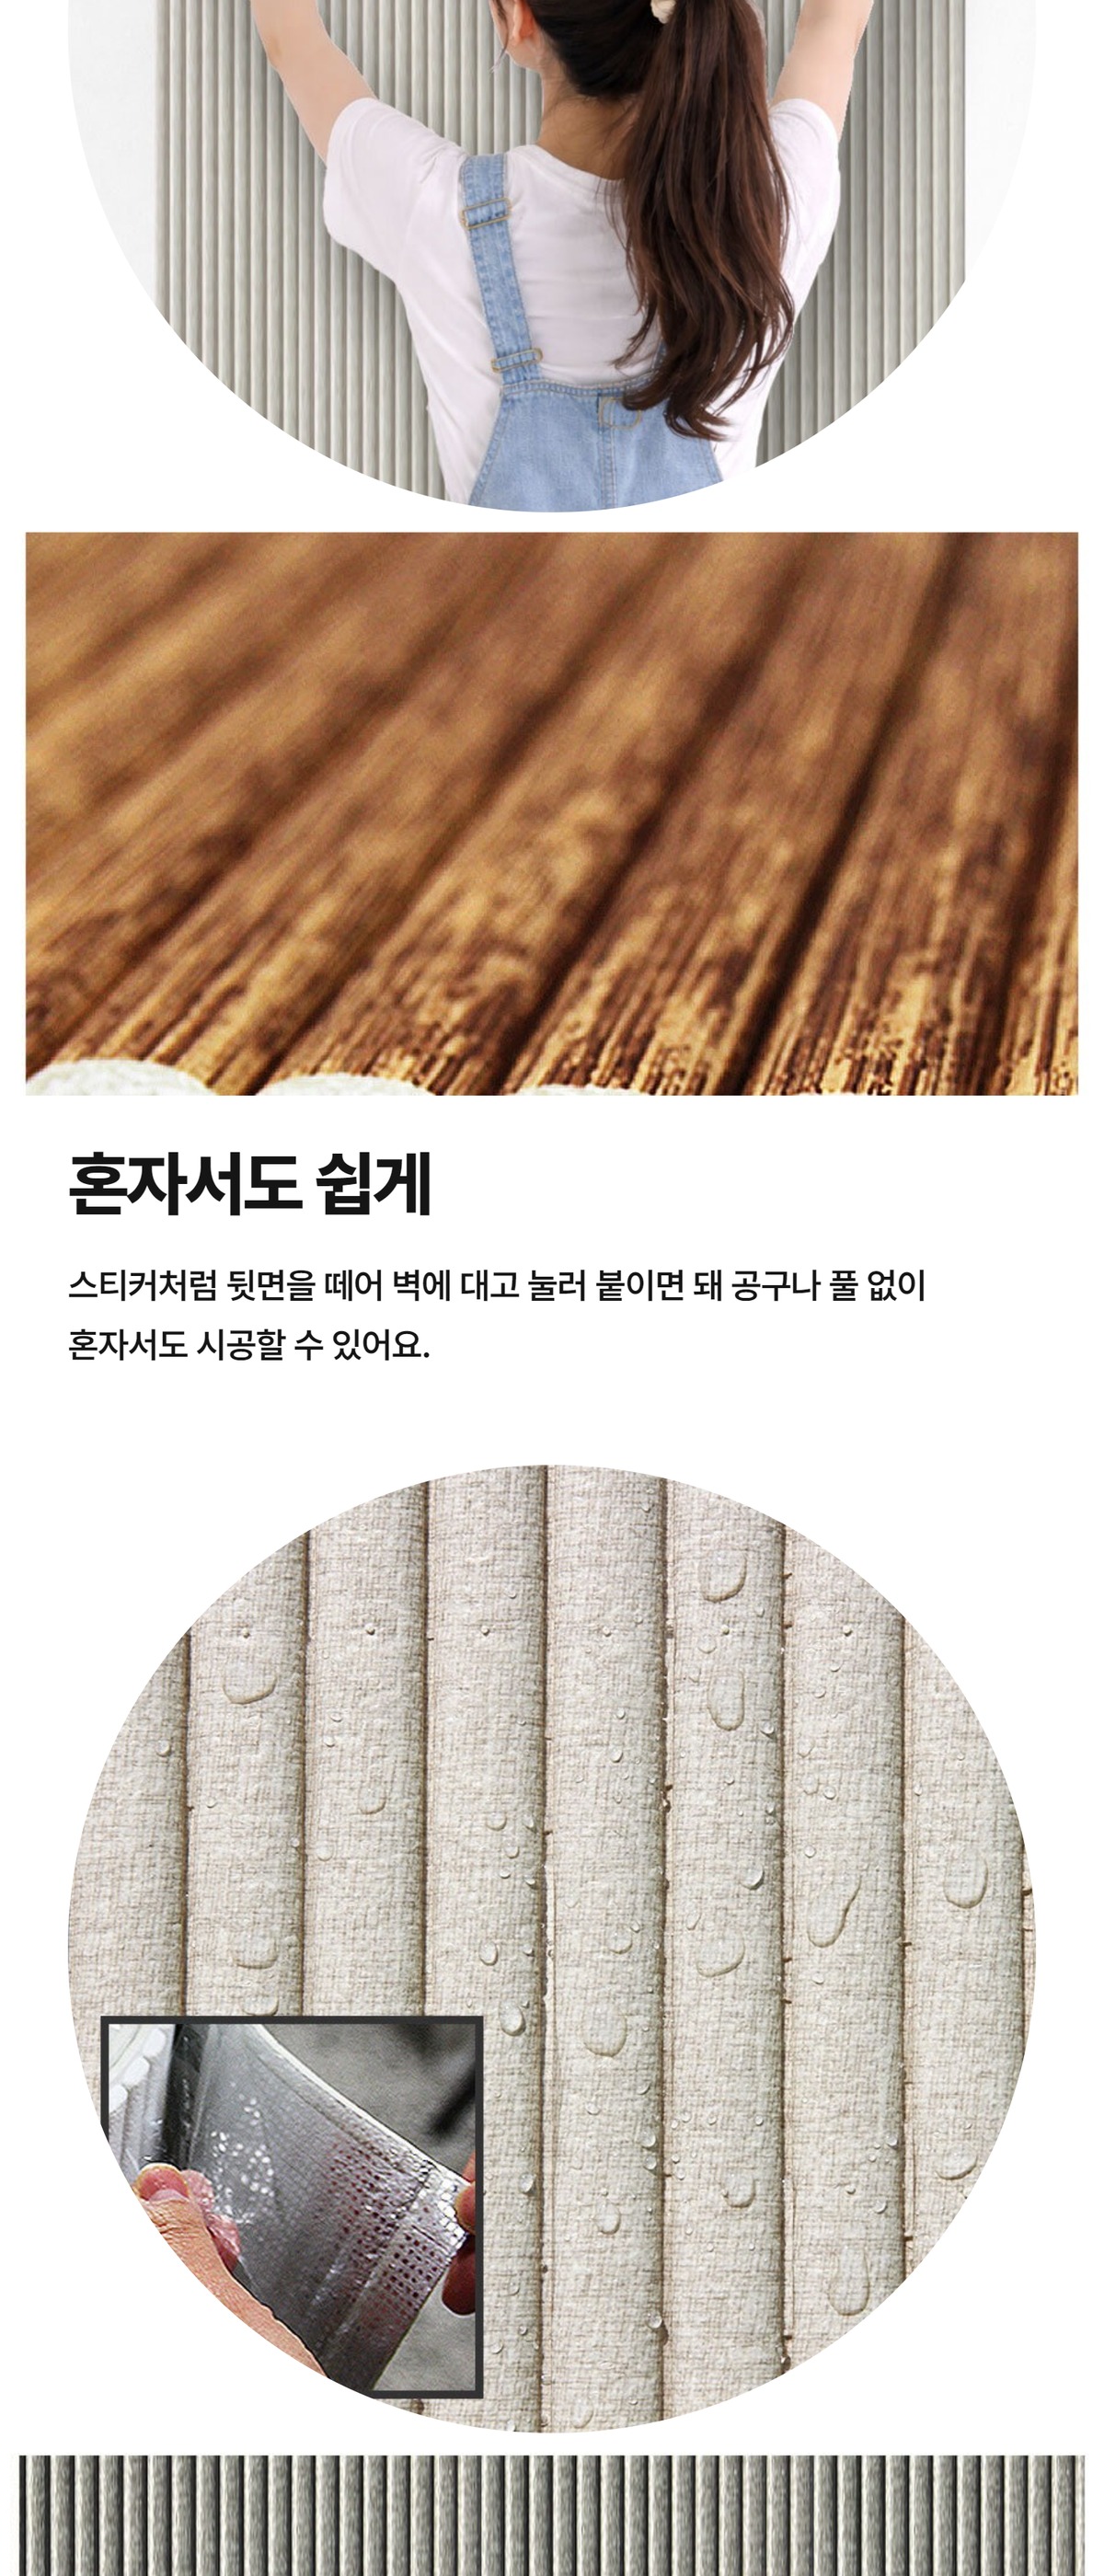 혼자서도 쉽게
스티커처럼 뒷면을 떼어 벽에 대고 눌러 붙이면 돼 공구나 풀 없이
혼자서도 시공할 수 있어요.